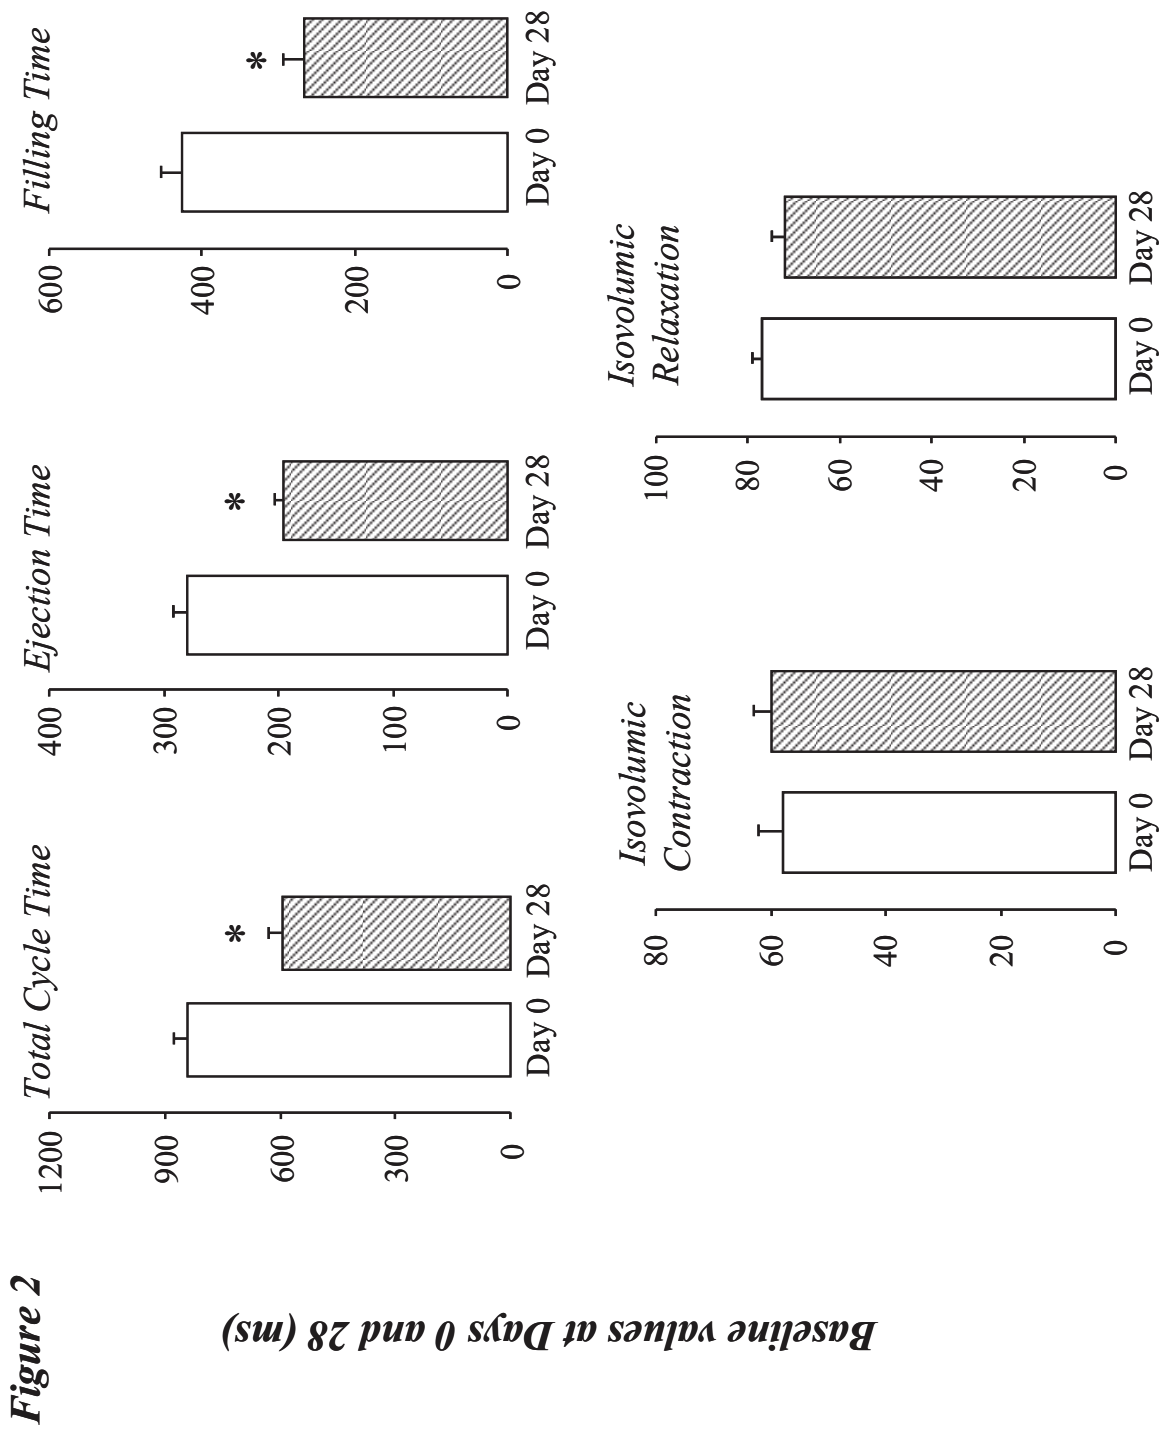 Figure 2
Baseline values at Days 0 and 28 (ms)
Total Cycle Time
1200
900
600
300
0
*
Day 0 Day 28
Ejection Time
400
300
200
100
0
*
Day 0 Day 28
Filling Time
600
400
200
0
*
Day 0 Day 28
Isovolumic
Contraction
80
60
40
20
0
Day 0 Day 28
Isovolumic
Relaxation
100
80
60
40
20
0
Day 0 Day 28